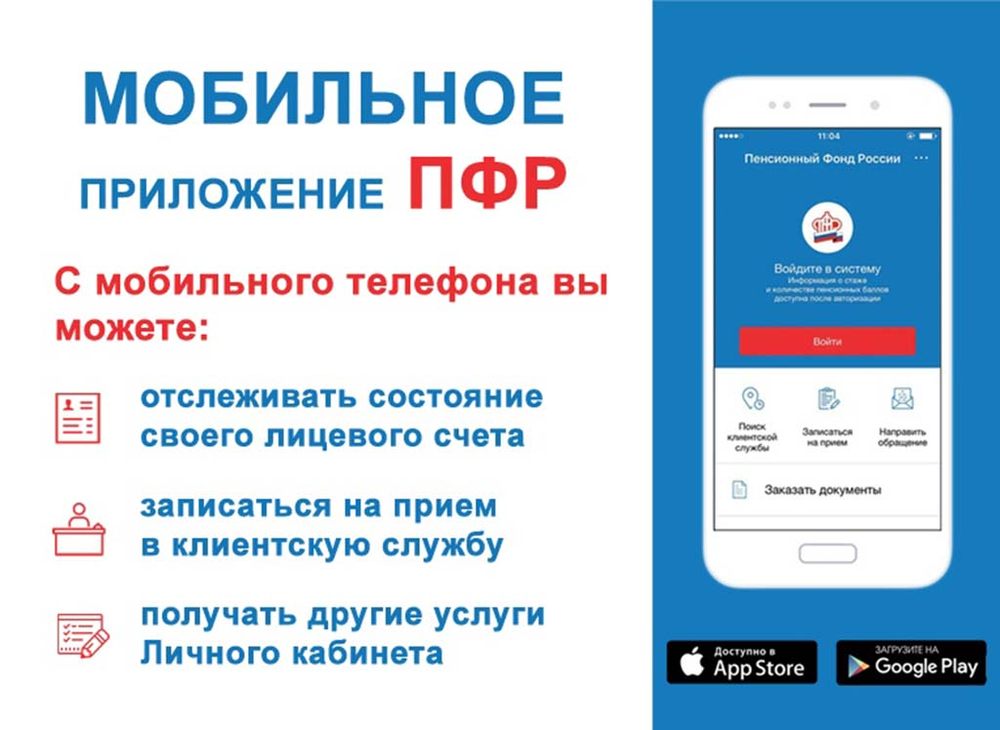 МОБИЛЬНОЕ
ПРИЛОЖЕНИЕ ПФР
С мобильного телефона вы
можете:
отслеживать состояние
своего лицевого счета
записаться на прием
в клиентскую службу
получать другие услуги
Личного кабинета
11:04
Пенсионный Фонд России
Войдите в систему
Информация о стаже
и количестве пенсионных баллов
доступна после авторизации
Войти
Поиск
клиентской
службы
Записаться
на прием
Направить
обращение
Заказать документы
Доступно в
App Store
ЗАГРУЗИТЕ НА
Google Play